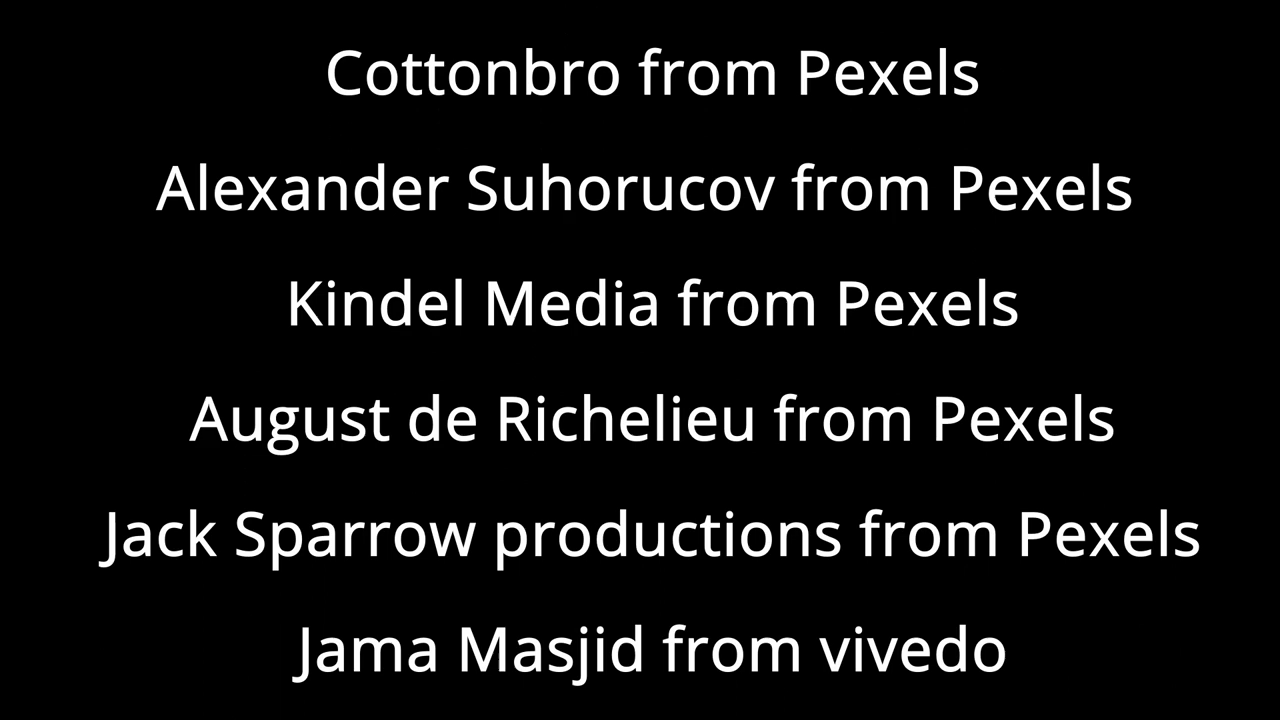 Cottonbro from Pexels
Alexander Suhorucov from Pexels
Kindel Media from Pexels
August de Richelieu from Pexels
Jack Sparrow productions from Pexels
Jama Masjid from vivedo